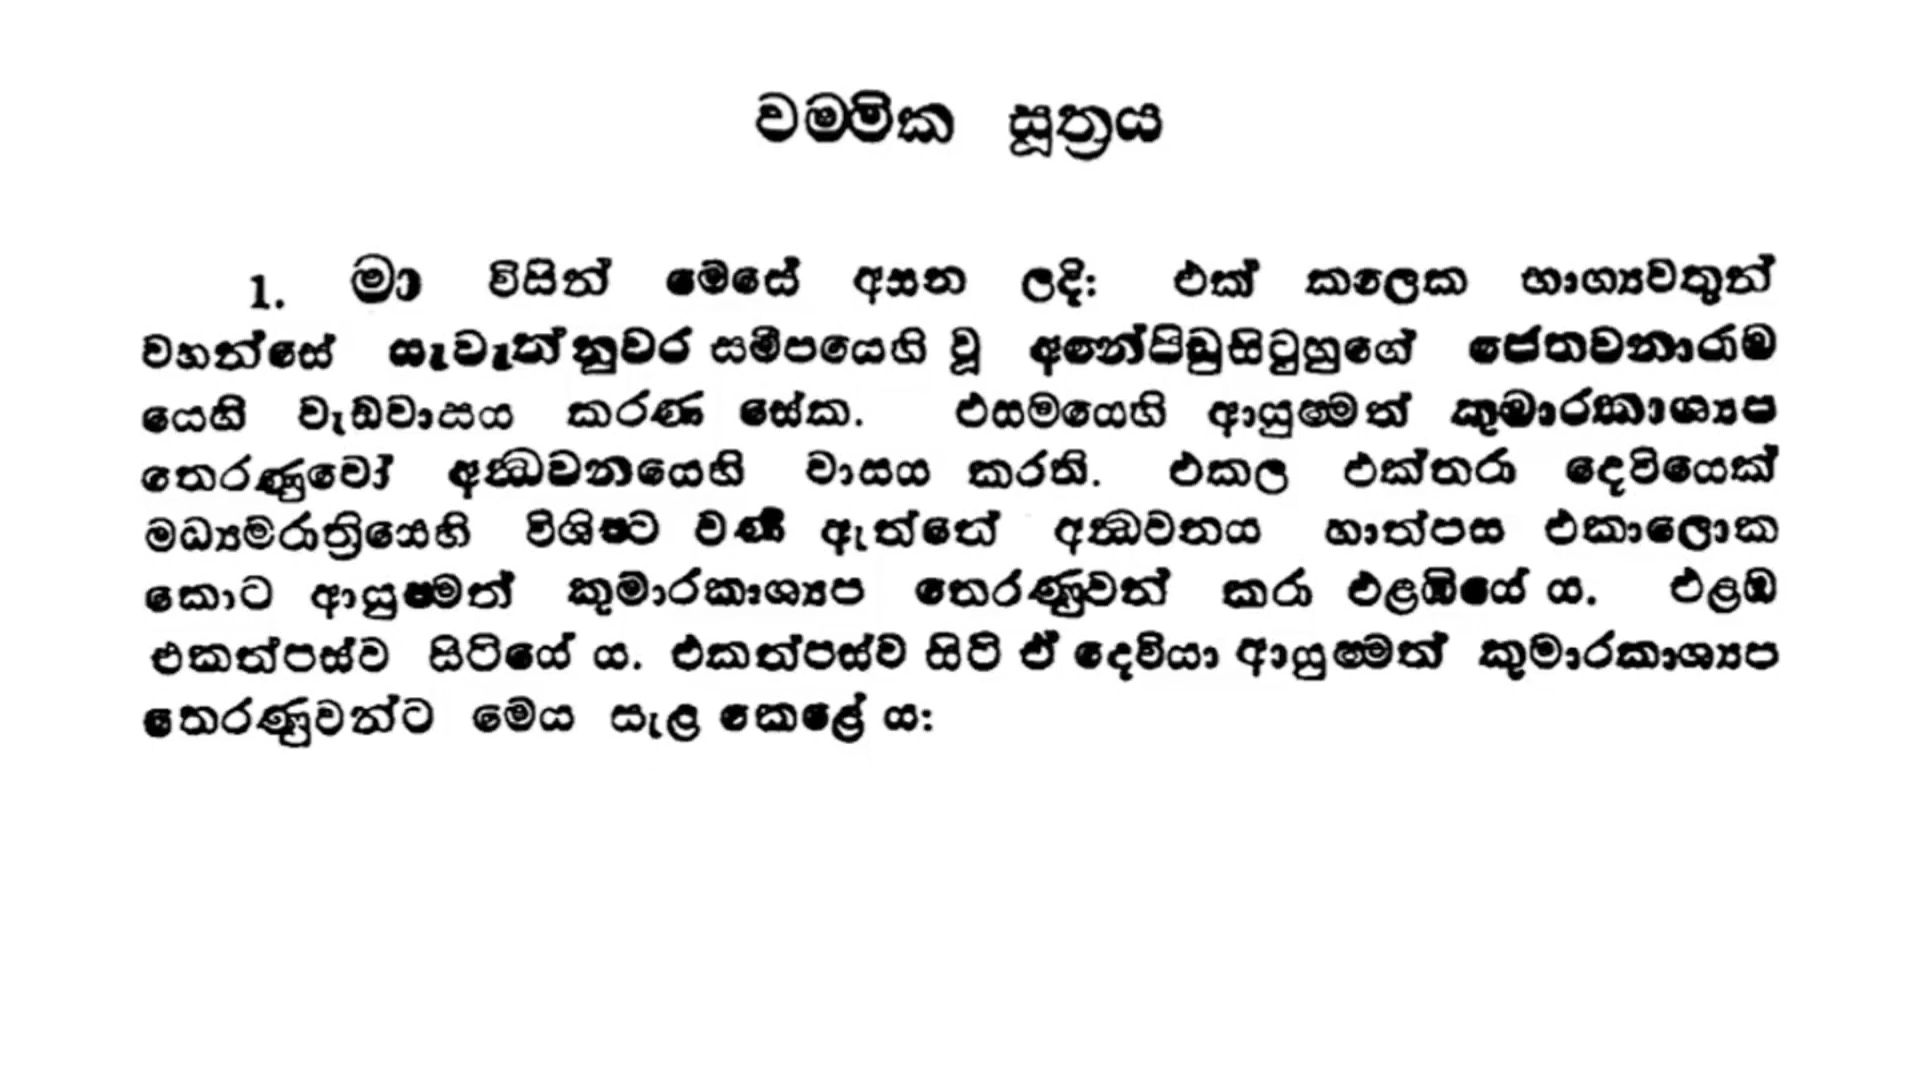 වම්මික සූත්‍රය
1. මා විසින් මෙසේ අසන ලදි: එක් කලෙක භාග්‍යවතුන්
වහන්සේ සැවැත්නුවර සමීපයෙහි වූ අනේපිඬුසිටුහුගේ ජේතවනාරාම
යෙහි වැඩවාසය කරණ සේක. එසමයෙහි ආයුෂ්මත් කුමාරකාශ්‍යප
තෙරණුවෝ අන්‍ධවනයෙහි වාසය කරති. එකල එක්තරා දෙවියෙක්
මධ්‍යමරාත්‍රියෙහි විශිෂ්ට වර්‍ණ ඇත්තේ අන්‍ධවනය හාත්පස එකාලොක
කොට ආයුෂ්මත් කුමාරකාශ්‍යප තෙරණුවන් කරා එළඹියේ ය. එළඹ
එකත්පස්ව සිටියේ ය. එකත්පස්ව සිටි ඒ දෙවියා ආයුෂ්මත් කුමාරකාශ්‍යප
තෙරණුවන්ට මෙය සැළ කෙළේ ය: